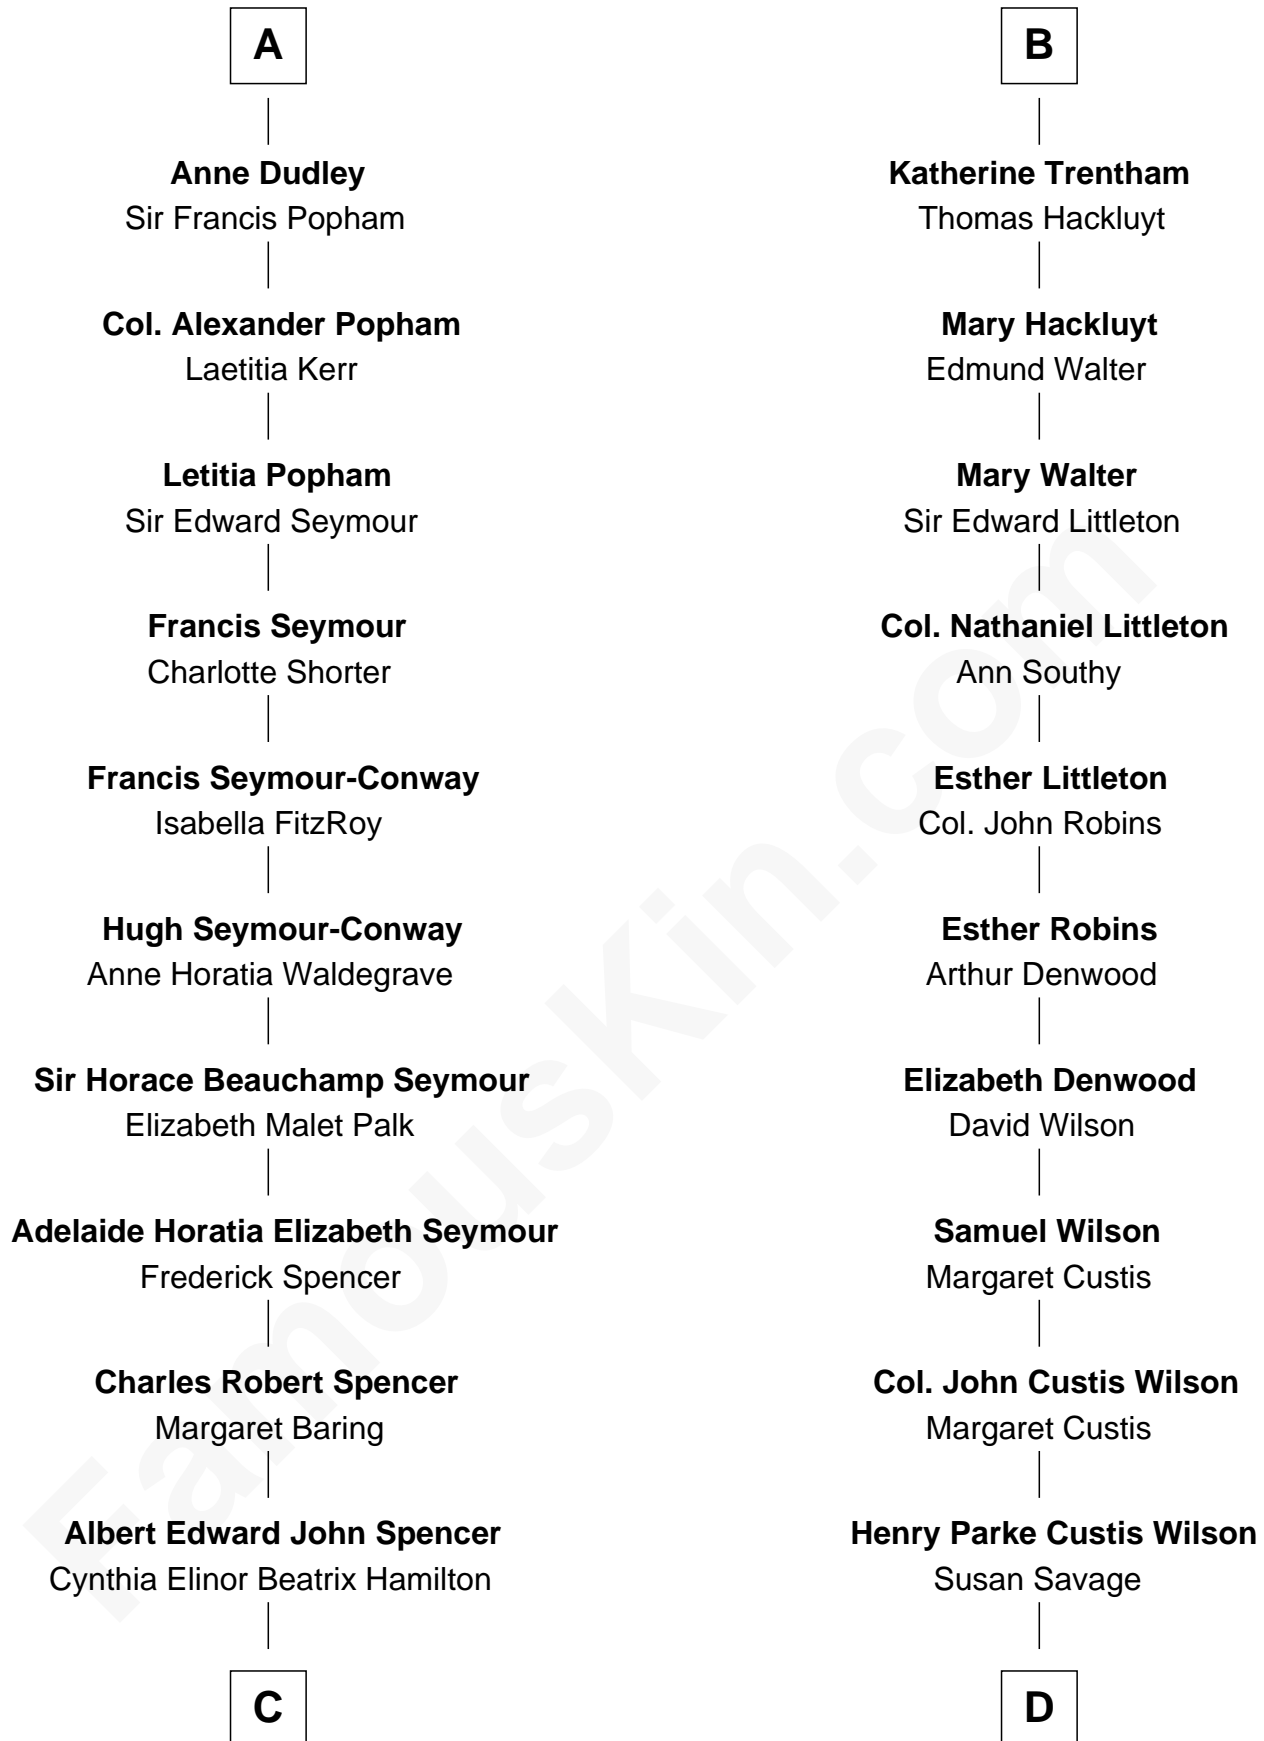 A
Anne Dudley
Sir Francis Popham
Col. Alexander Popham
Laetitia Kerr
Letitia Popham
Sir Edward Seymour
Francis Seymour
Charlotte Shorter
Francis Seymour-Conway
Isabella FitzRoy
Hugh Seymour-Conway
Anne Horatia Waldegrave
Sir Horace Beauchamp Seymour
Elizabeth Malet Palk
Adelaide Horatia Elizabeth Seymour
Frederick Spencer
Charles Robert Spencer
Margaret Baring
Albert Edward John Spencer
Cynthia Elinor Beatrix Hamilton
C
B
Katherine Trentham
Thomas Hackluyt
Mary Hackluyt
Edmund Walter
Mary Walter
Sir Edward Littleton
Col. Nathaniel Littleton
Ann Southy
Esther Littleton
Col. John Robins
Esther Robins
Arthur Denwood
Elizabeth Denwood
David Wilson
Samuel Wilson
Margaret Custis
Col. John Custis Wilson
Margaret Custis
Henry Parke Custis Wilson
Susan Savage
D
FamousKin.com